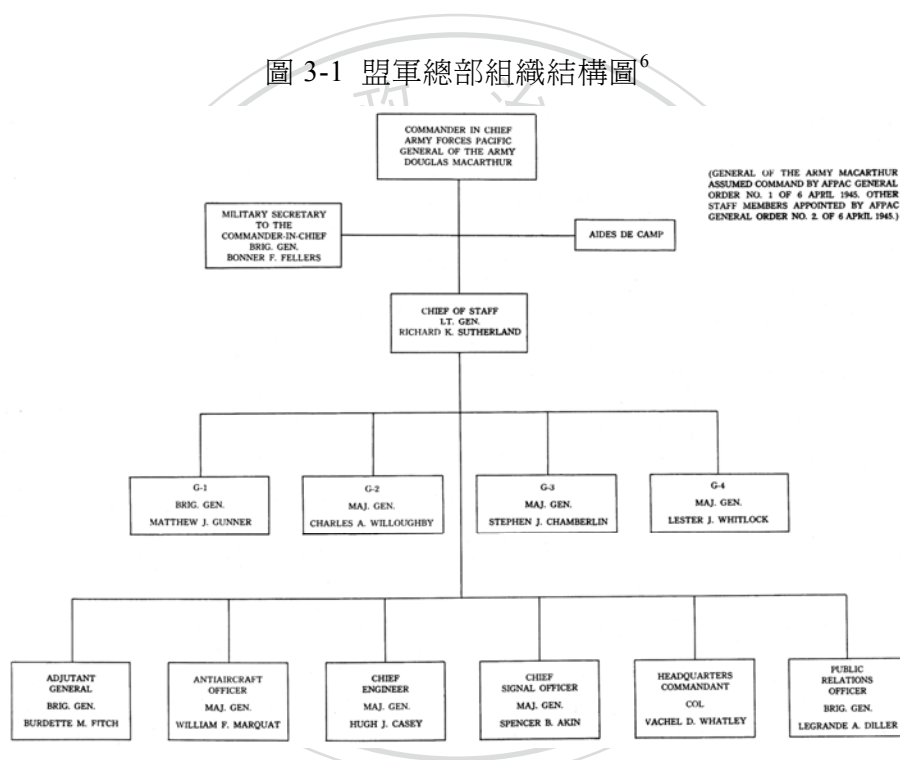 圖 3-1 盟軍總部組織結構圖6
政 治
COMMANDER IN CHIEF
ARMY FORCES PACIFIC
GENERAL OF THE ARMY
DOUGLAS MACARTHUR
(GENERAL OF THE ARMY MACARTHUR
ASSUMED COMMAND BY AFPAC GENERAL
ORDER NO. 1 OF 6 APRIL 1945. OTHER
STAFF MEMBERS APPOINTED BY AFPAC
GENERAL ORDER NO. 2. OF 6 APRIL 1945.)
MILITARY SECRETARY
TO THE
COMMANDER-IN-CHIEF
BRIG. GEN.
BONNER F. FELLERS
AIDES DE CAMP
CHIEF OF STAFF
LT. GEN.
RICHARD K. SUTHERLAND
G-1
BRIG. GEN.
MATTHEW J. GUNNER
G-2
MAJ. GEN.
CHARLES A. WILLOUGHBY
G-3
MAJ. GEN.
STEPHEN J. CHAMBERLIN
G-4
MAJ. GEN.
LESTER J. WHITLOCK
ADJUTANT
GENERAL
BRIG. GEN.
BURDETTE M. FITCH
ANTIAIRCRAFT
OFFICER
MAJ. GEN.
WILLIAM F. MARQUAT
CHIEF
ENGINEER
MAJ. GEN.
HUGH J. CASEY
CHIEF
SIGNAL OFFICER
MAJ. GEN.
SPENCER B. AKIN
HEADQUARTERS
COMMANDANT
COL
VACHEL D. WHATLEY
PUBLIC
RELATIONS
OFFICER
BRIG. GEN.
LEGRANDE A. DILLER